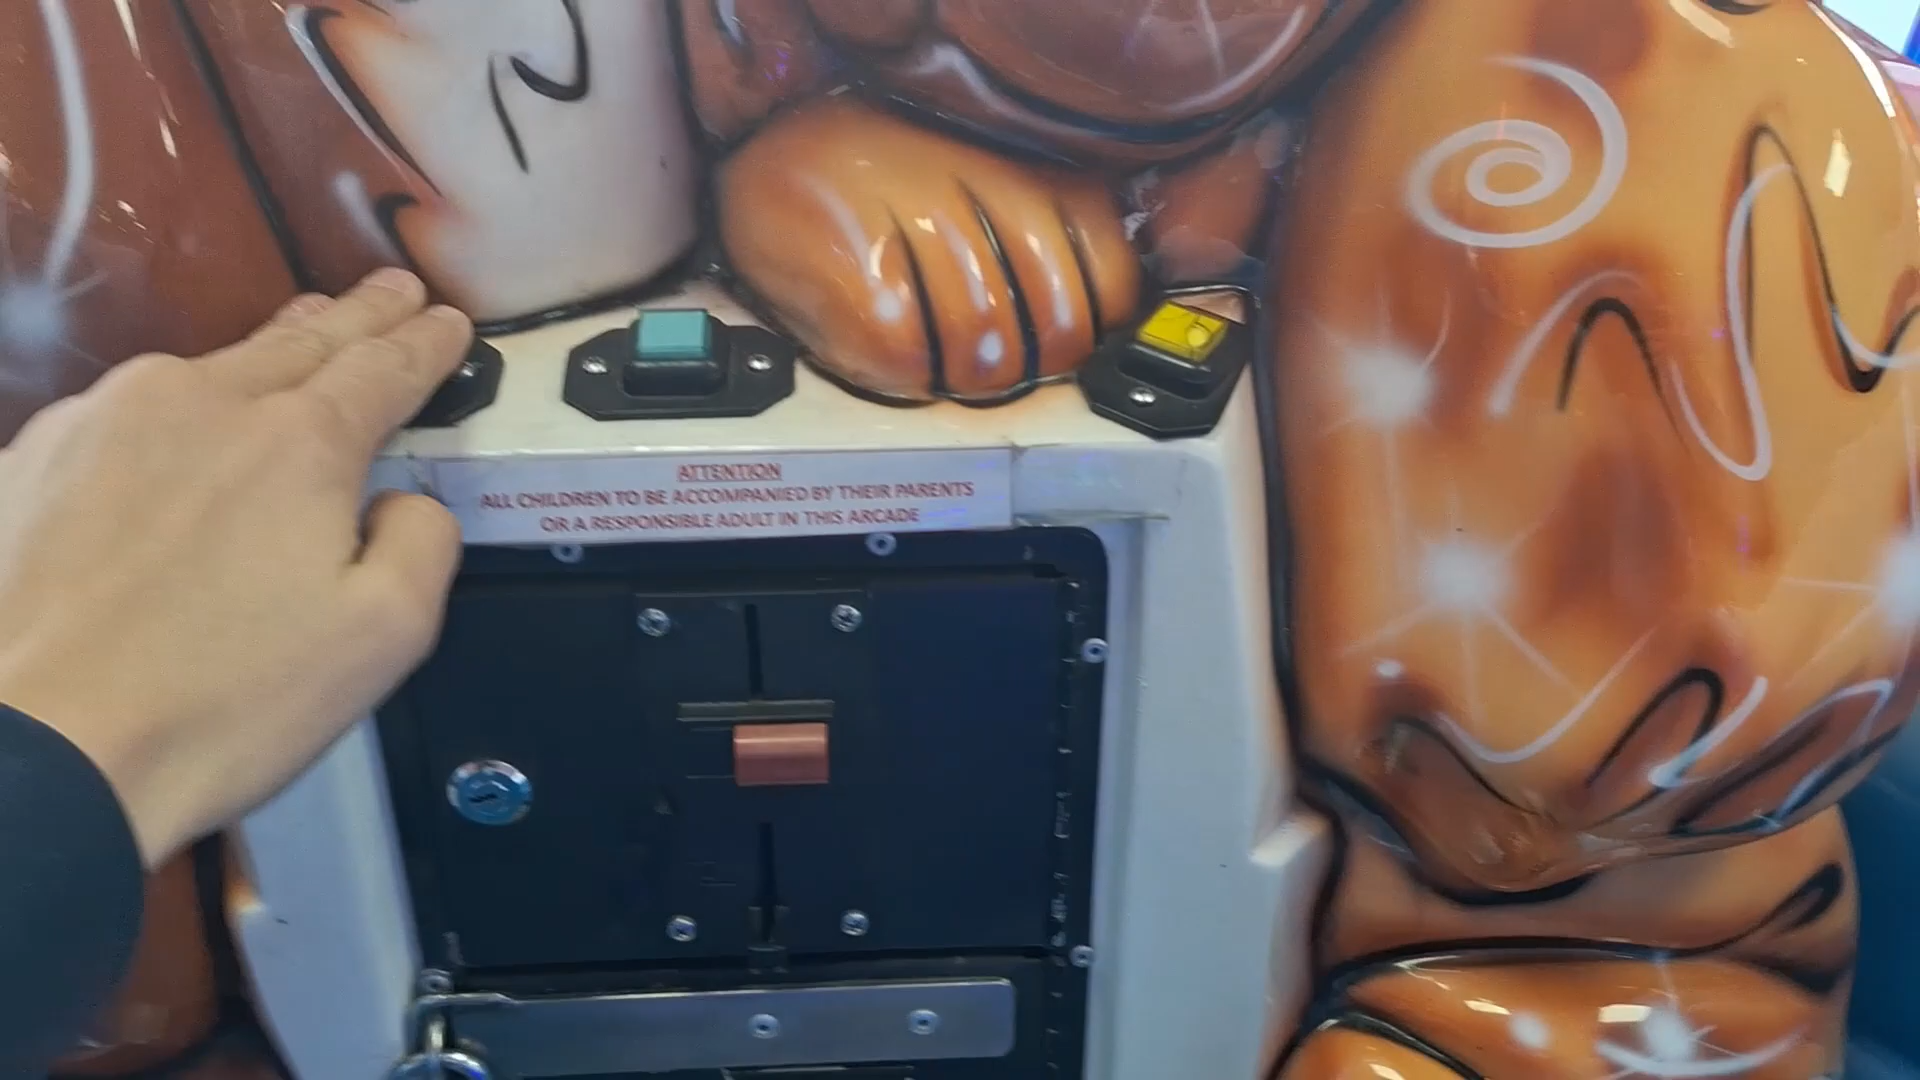 ATTENTION
ALL CHILDREN TO BE ACCOMPANIED BY THEIR PARENTS
OR A RESPONSIBLE ADULT IN THIS ARCADE